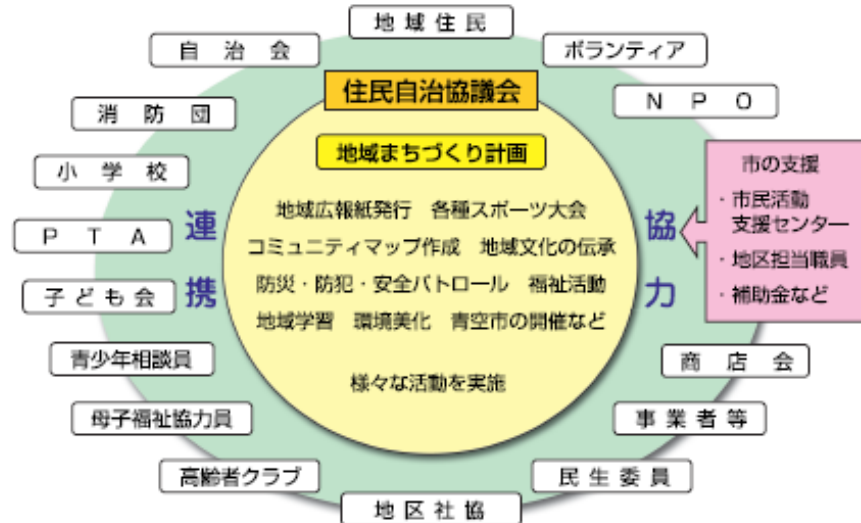 地域住民
自治会
ボランティア
住民自治協議会
消防団
NPO
地域まちづくり計画
小学校
市の支援
・市民活動
支援センター
・地区担当職員
・補助金など
地域広報紙発行 各種スポーツ大会
PTA
連携
協力
コミュニティマップ作成 地域文化の伝承
防災・防犯・安全パトロール 福祉活動
子ども会
地域学習 環境美化 青空市の開催など
青少年相談員
商店会
様々な活動を実施
母子福祉協力員
事業者等
高齢者クラブ
民生委員
地区社協